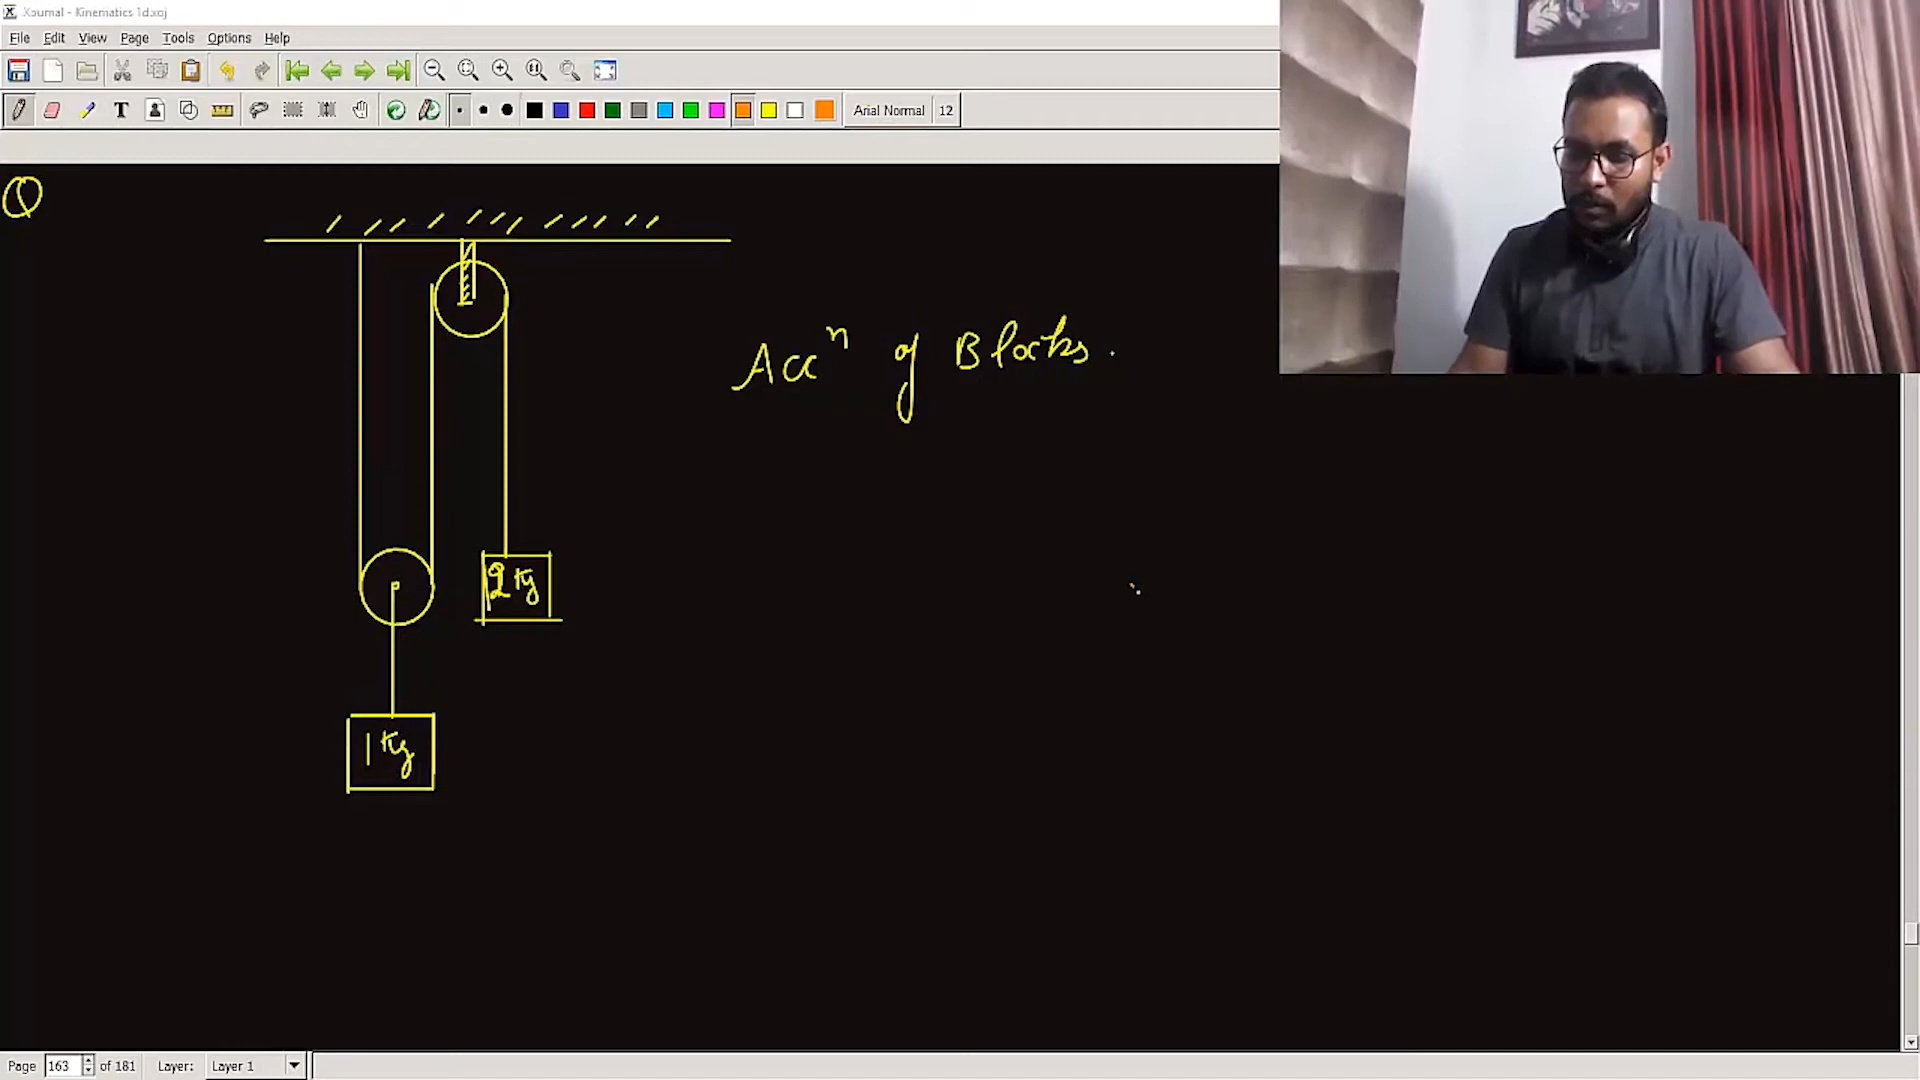 Xournal - Kinematics 1d.xoj
File Edit View Page Tools Options Help
Arial Normal 12
Q
Accⁿ of Blocks.
2 Kg
1 Kg
Page 163 of 181 Layer: Layer 1